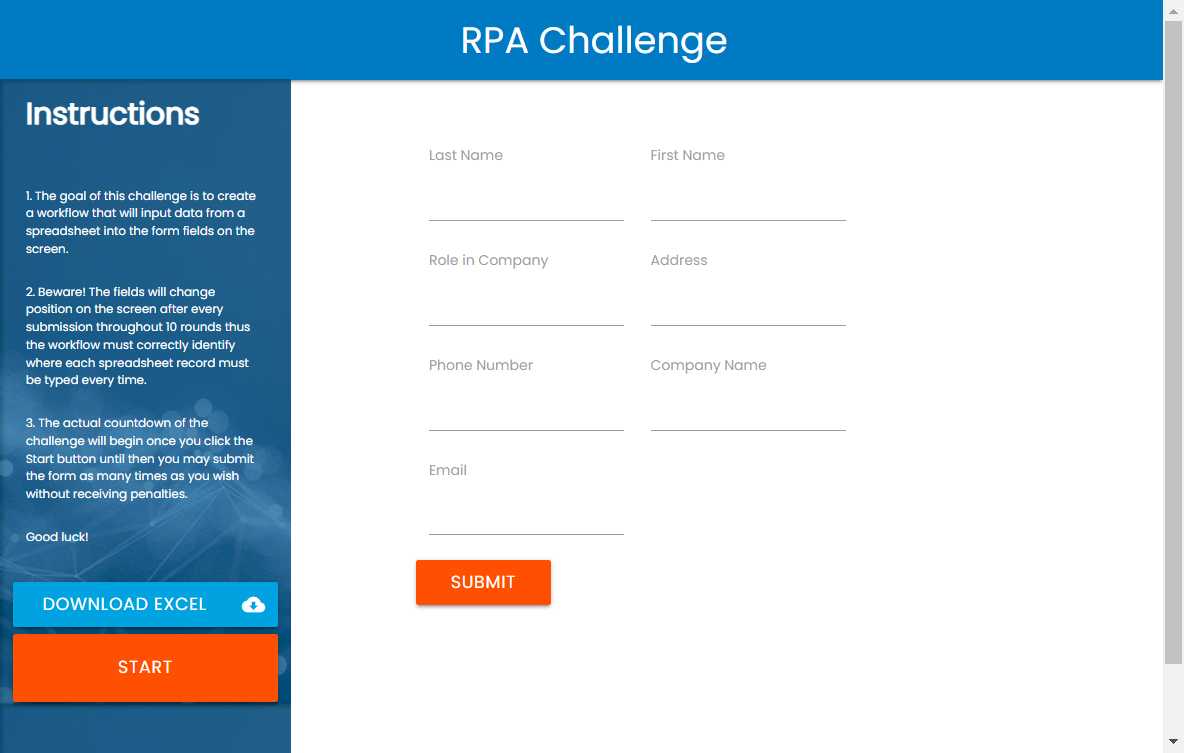 RPA Challenge
Instructions
1. The goal of this challenge is to create
a workflow that will input data from a
spreadsheet into the form fields on the
screen.
2. Beware! The fields will change
position on the screen after every
submission throughout 10 rounds thus
the workflow must correctly identify
where each spreadsheet record must
be typed every time.
3. The actual countdown of the
challenge will begin once you click the
Start button until then you may submit
the form as many times as you wish
without receiving penalties.
Good luck!
DOWNLOAD EXCEL
START
Last Name
First Name
Role in Company
Address
Phone Number
Company Name
Email
SUBMIT